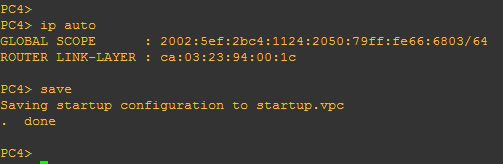 PC4>
PC4> ip auto
GLOBAL SCOPE : 2002:5ef:2bc4:1124:2050:79ff:fe66:6803/64
ROUTER LINK-LAYER : ca:03:23:94:00:1c
PC4> save
Saving startup configuration to startup.vpc
. done
PC4>